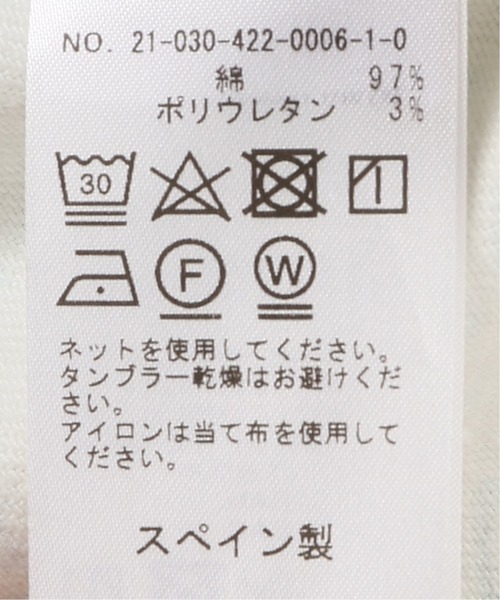 NO. 21-030-422-0006-1-0
綿 97%
ポリウレタン 3%
30
F W
ネットを使用してください。
タンブラー乾燥はお避けくだ
さい。
アイロンは当て布を使用して
ください。
スペイン製